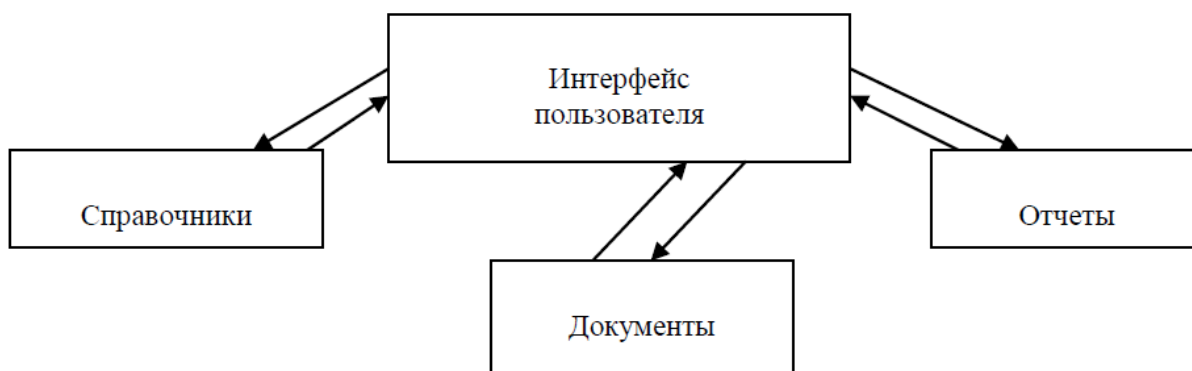 Интерфейс
пользователя
Справочники
Отчеты
Документы